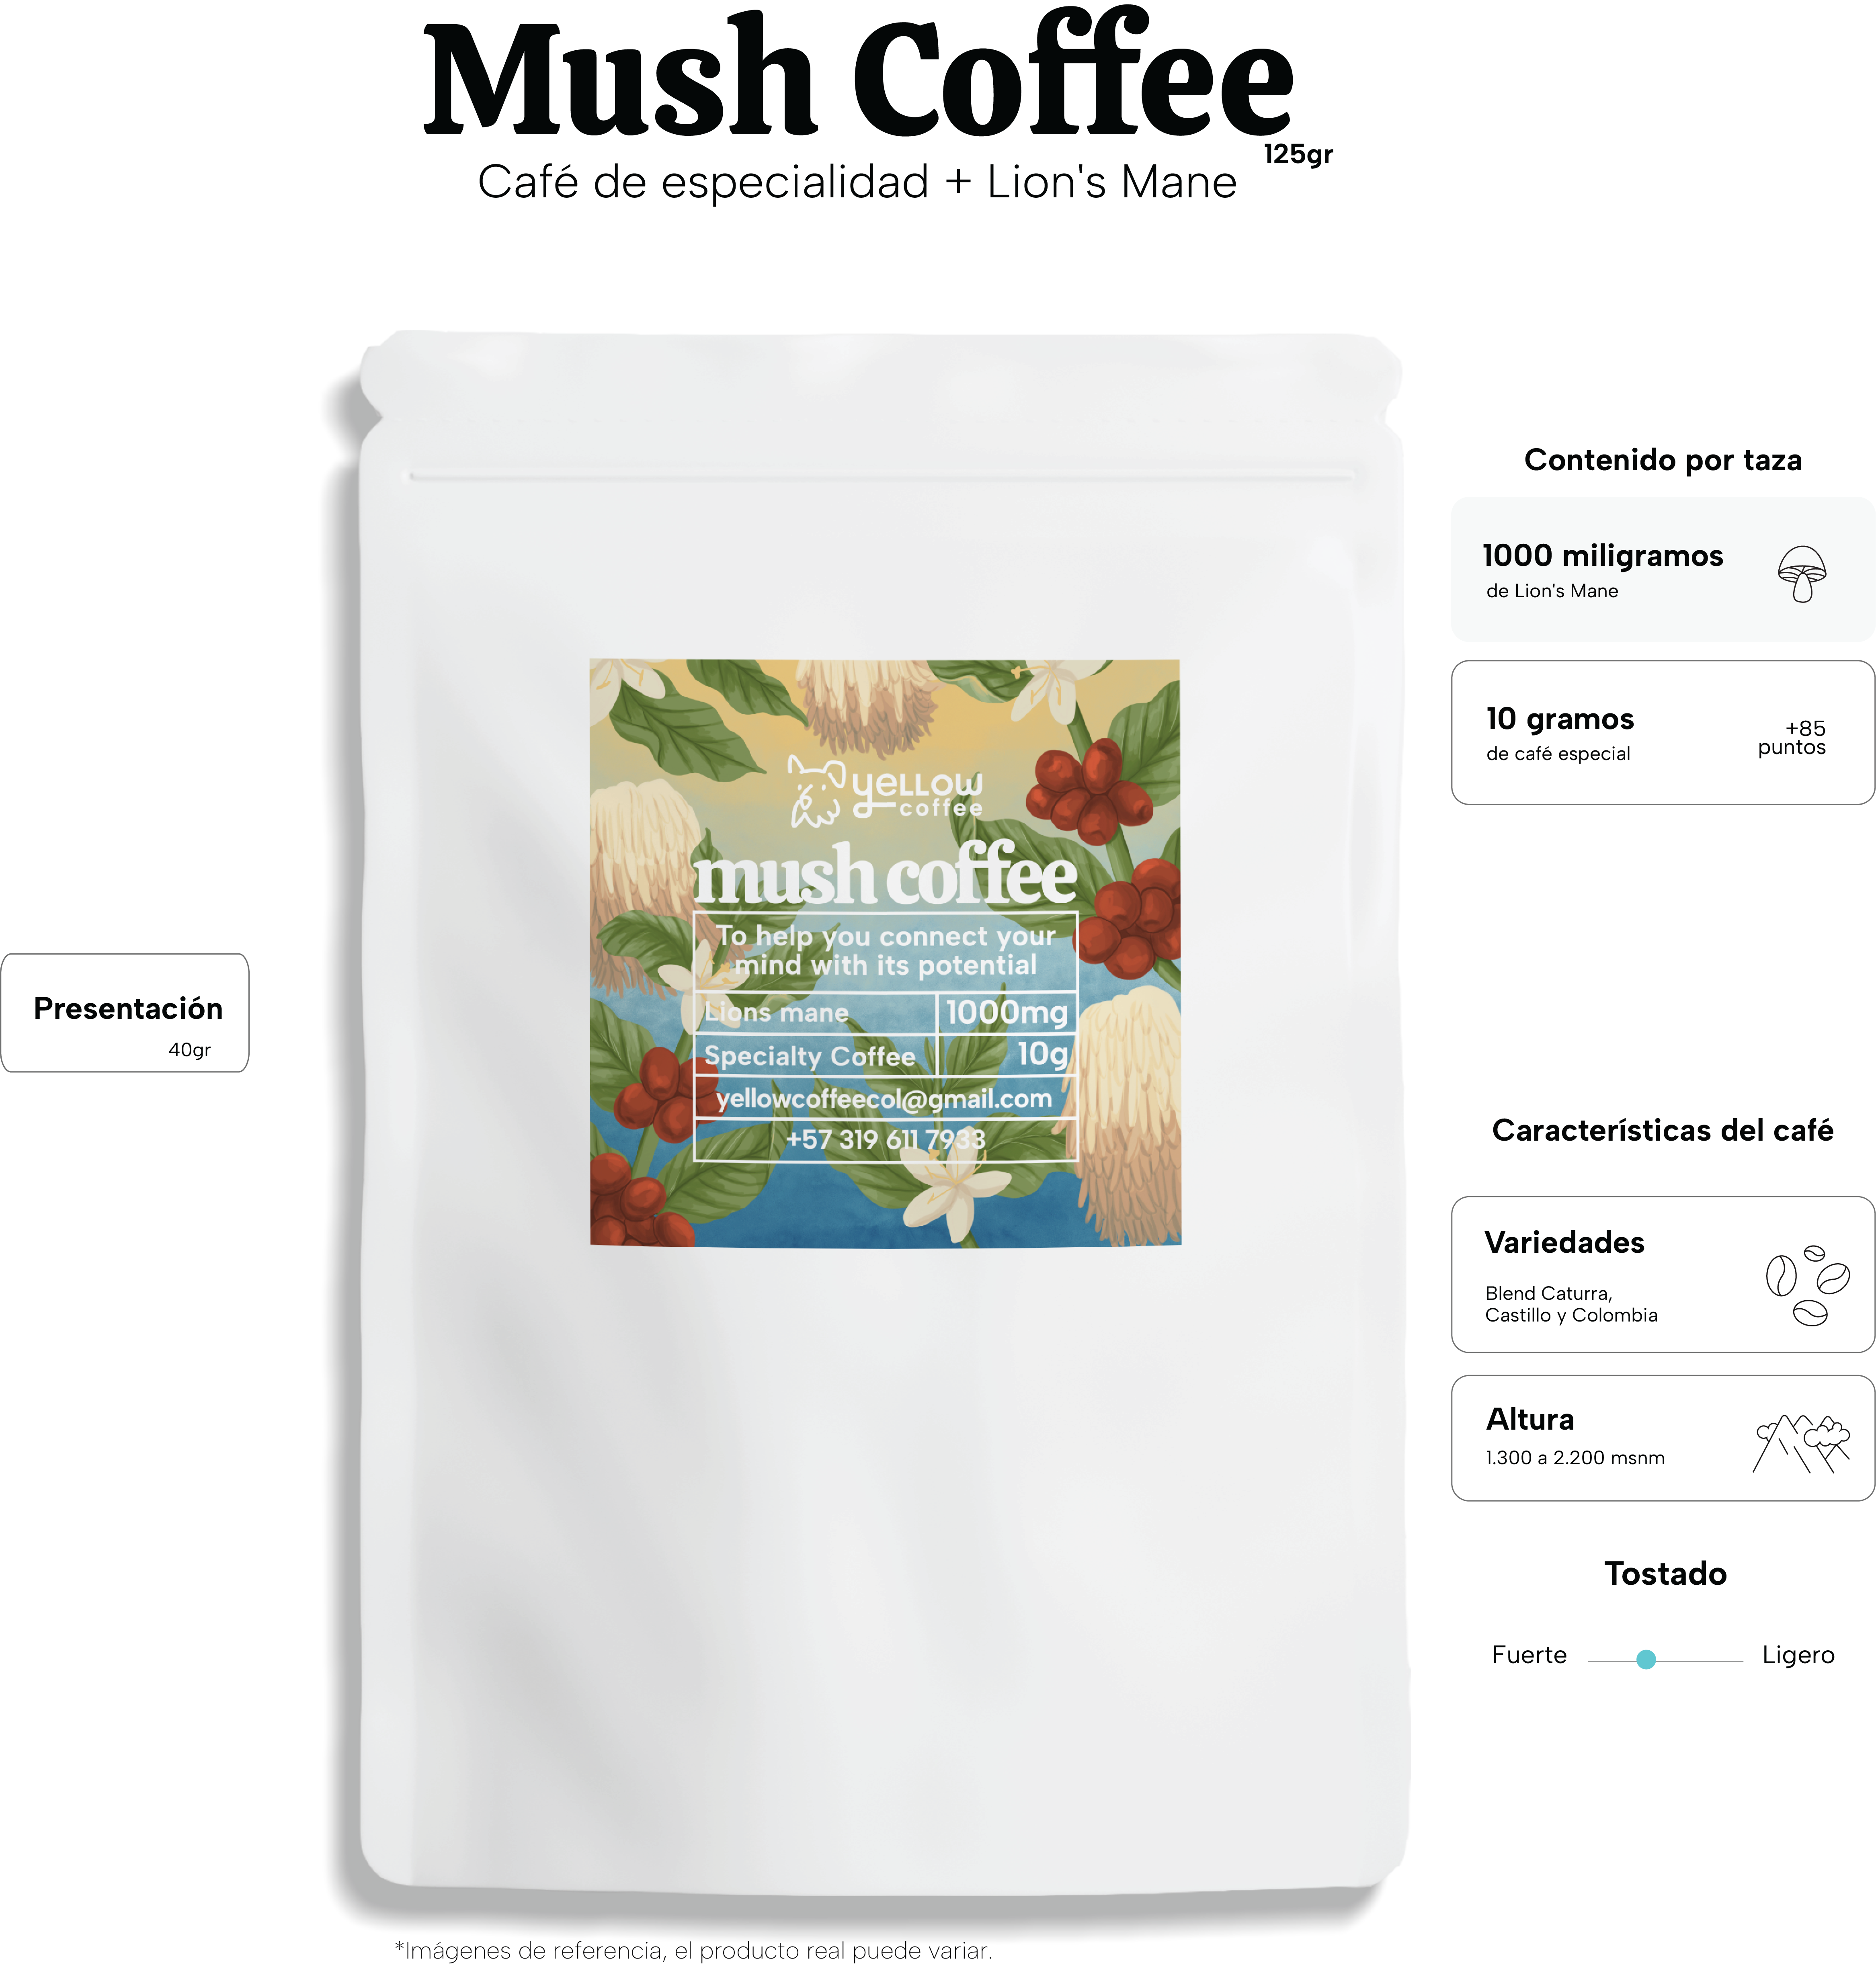 Mush Coffee
125gr
Café de especialidad + Lion's Mane
Contenido por taza
1000 miligramos
de Lion's Mane
10 gramos
de café especial
+85
puntos
yellow
coffee
mush coffee
To help you connect your
mind with its potential
Lions mane 1000mg
Specialty Coffee 10g
yellowcoffeecol@gmail.com
+57 319 611 7933
Presentación
40gr
Características del café
Variedades
Blend Caturra,
Castillo y Colombia
Altura
1.300 a 2.200 msnm
Tostado
Fuerte Ligero
*Imágenes de referencia, el producto real puede variar.